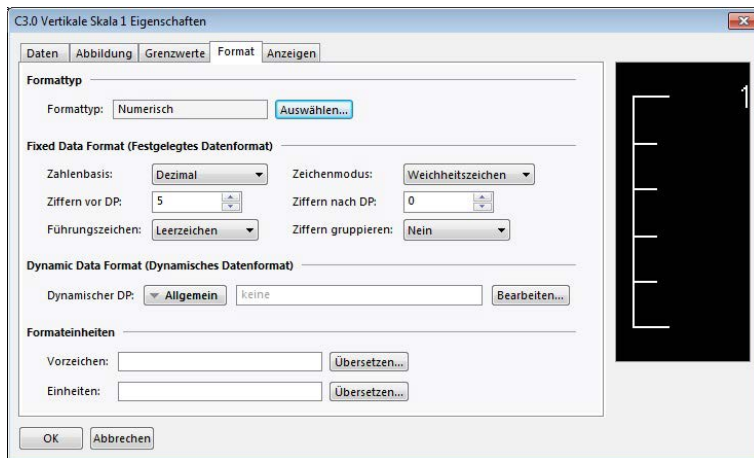 C3.0 Vertikale Skala 1 Eigenschaften
Daten Abbildung Grenzwerte Format Anzeigen
Formattyp
Formattyp: Numerisch Auswählen...
Fixed Data Format (Festgelegtes Datenformat)
Zahlenbasis: Dezimal Zeichenmodus: Weichheitszeichen
Ziffern vor DP: 5 Ziffern nach DP: 0
Führungszeichen: Leerzeichen Ziffern gruppieren: Nein
Dynamic Data Format (Dynamisches Datenformat)
Dynamischer DP: Allgemein keine Bearbeiten...
Formateinheiten
Vorzeichen: Übersetzen...
Einheiten: Übersetzen...
OK Abbrechen
1